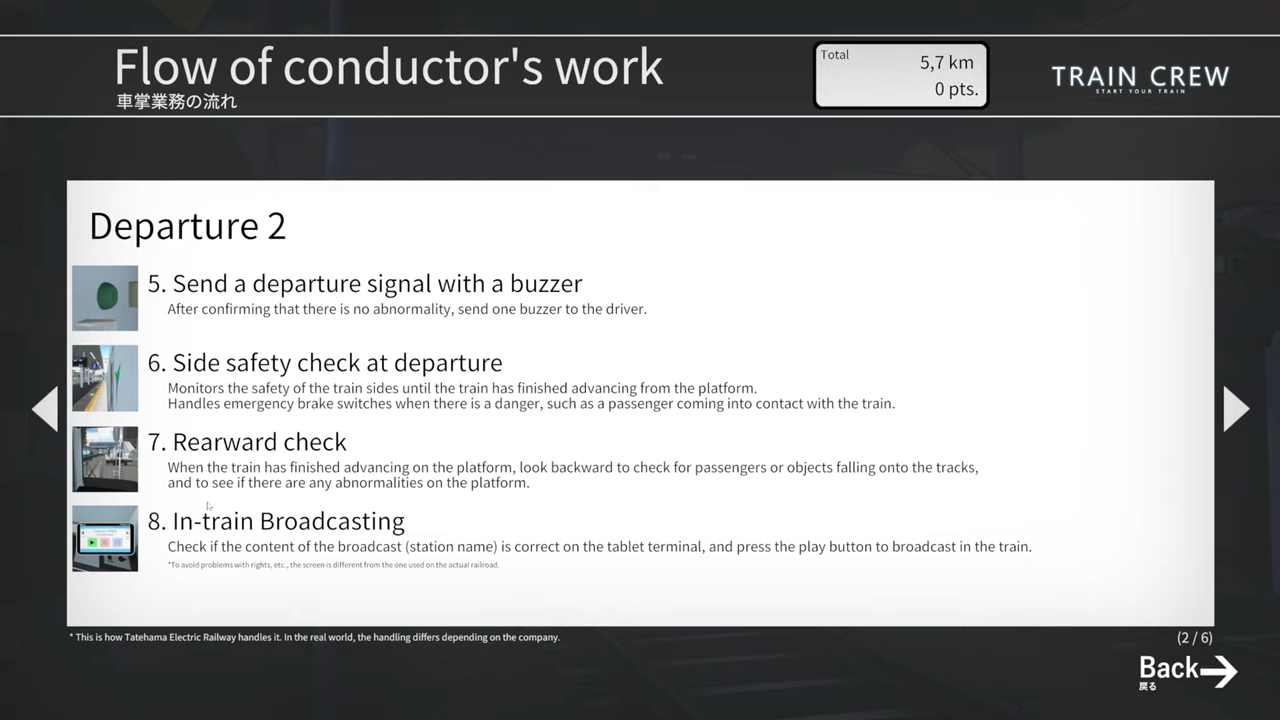 Flow of conductor's work
車掌業務の流れ
Total
5,7 km
0 pts.
TRAIN CREW
START YOUR TRAIN
Departure 2
5. Send a departure signal with a buzzer
After confirming that there is no abnormality, send one buzzer to the driver.
6. Side safety check at departure
Monitors the safety of the train sides until the train has finished advancing from the platform.
Handles emergency brake switches when there is a danger, such as a passenger coming into contact with the train.
7. Rearward check
When the train has finished advancing on the platform, look backward to check for passengers or objects falling onto the tracks,
and to see if there are any abnormalities on the platform.
8. In-train Broadcasting
Check if the content of the broadcast (station name) is correct on the tablet terminal, and press the play button to broadcast in the train.
*To avoid problems with rights, etc., the screen is different from the one used on the actual railroad.
* This is how Tatehama Electric Railway handles it. In the real world, the handling differs depending on the company.
(2 / 6)
Back
戻る